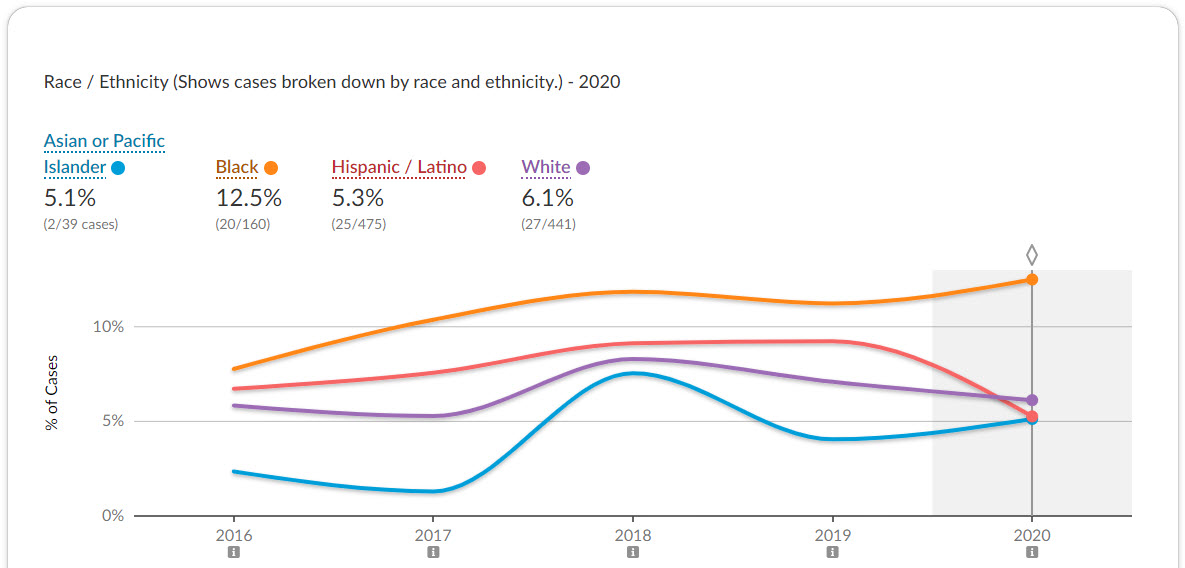 Race / Ethnicity (Shows cases broken down by race and ethnicity.) - 2020
Asian or Pacific
Islander
5.1%
(2/39 cases)
Black
12.5%
(20/160)
Hispanic / Latino
5.3%
(25/475)
White
6.1%
(27/441)
% of Cases
10%
5%
0%
2016 2017 2018 2019 2020
i i i i i